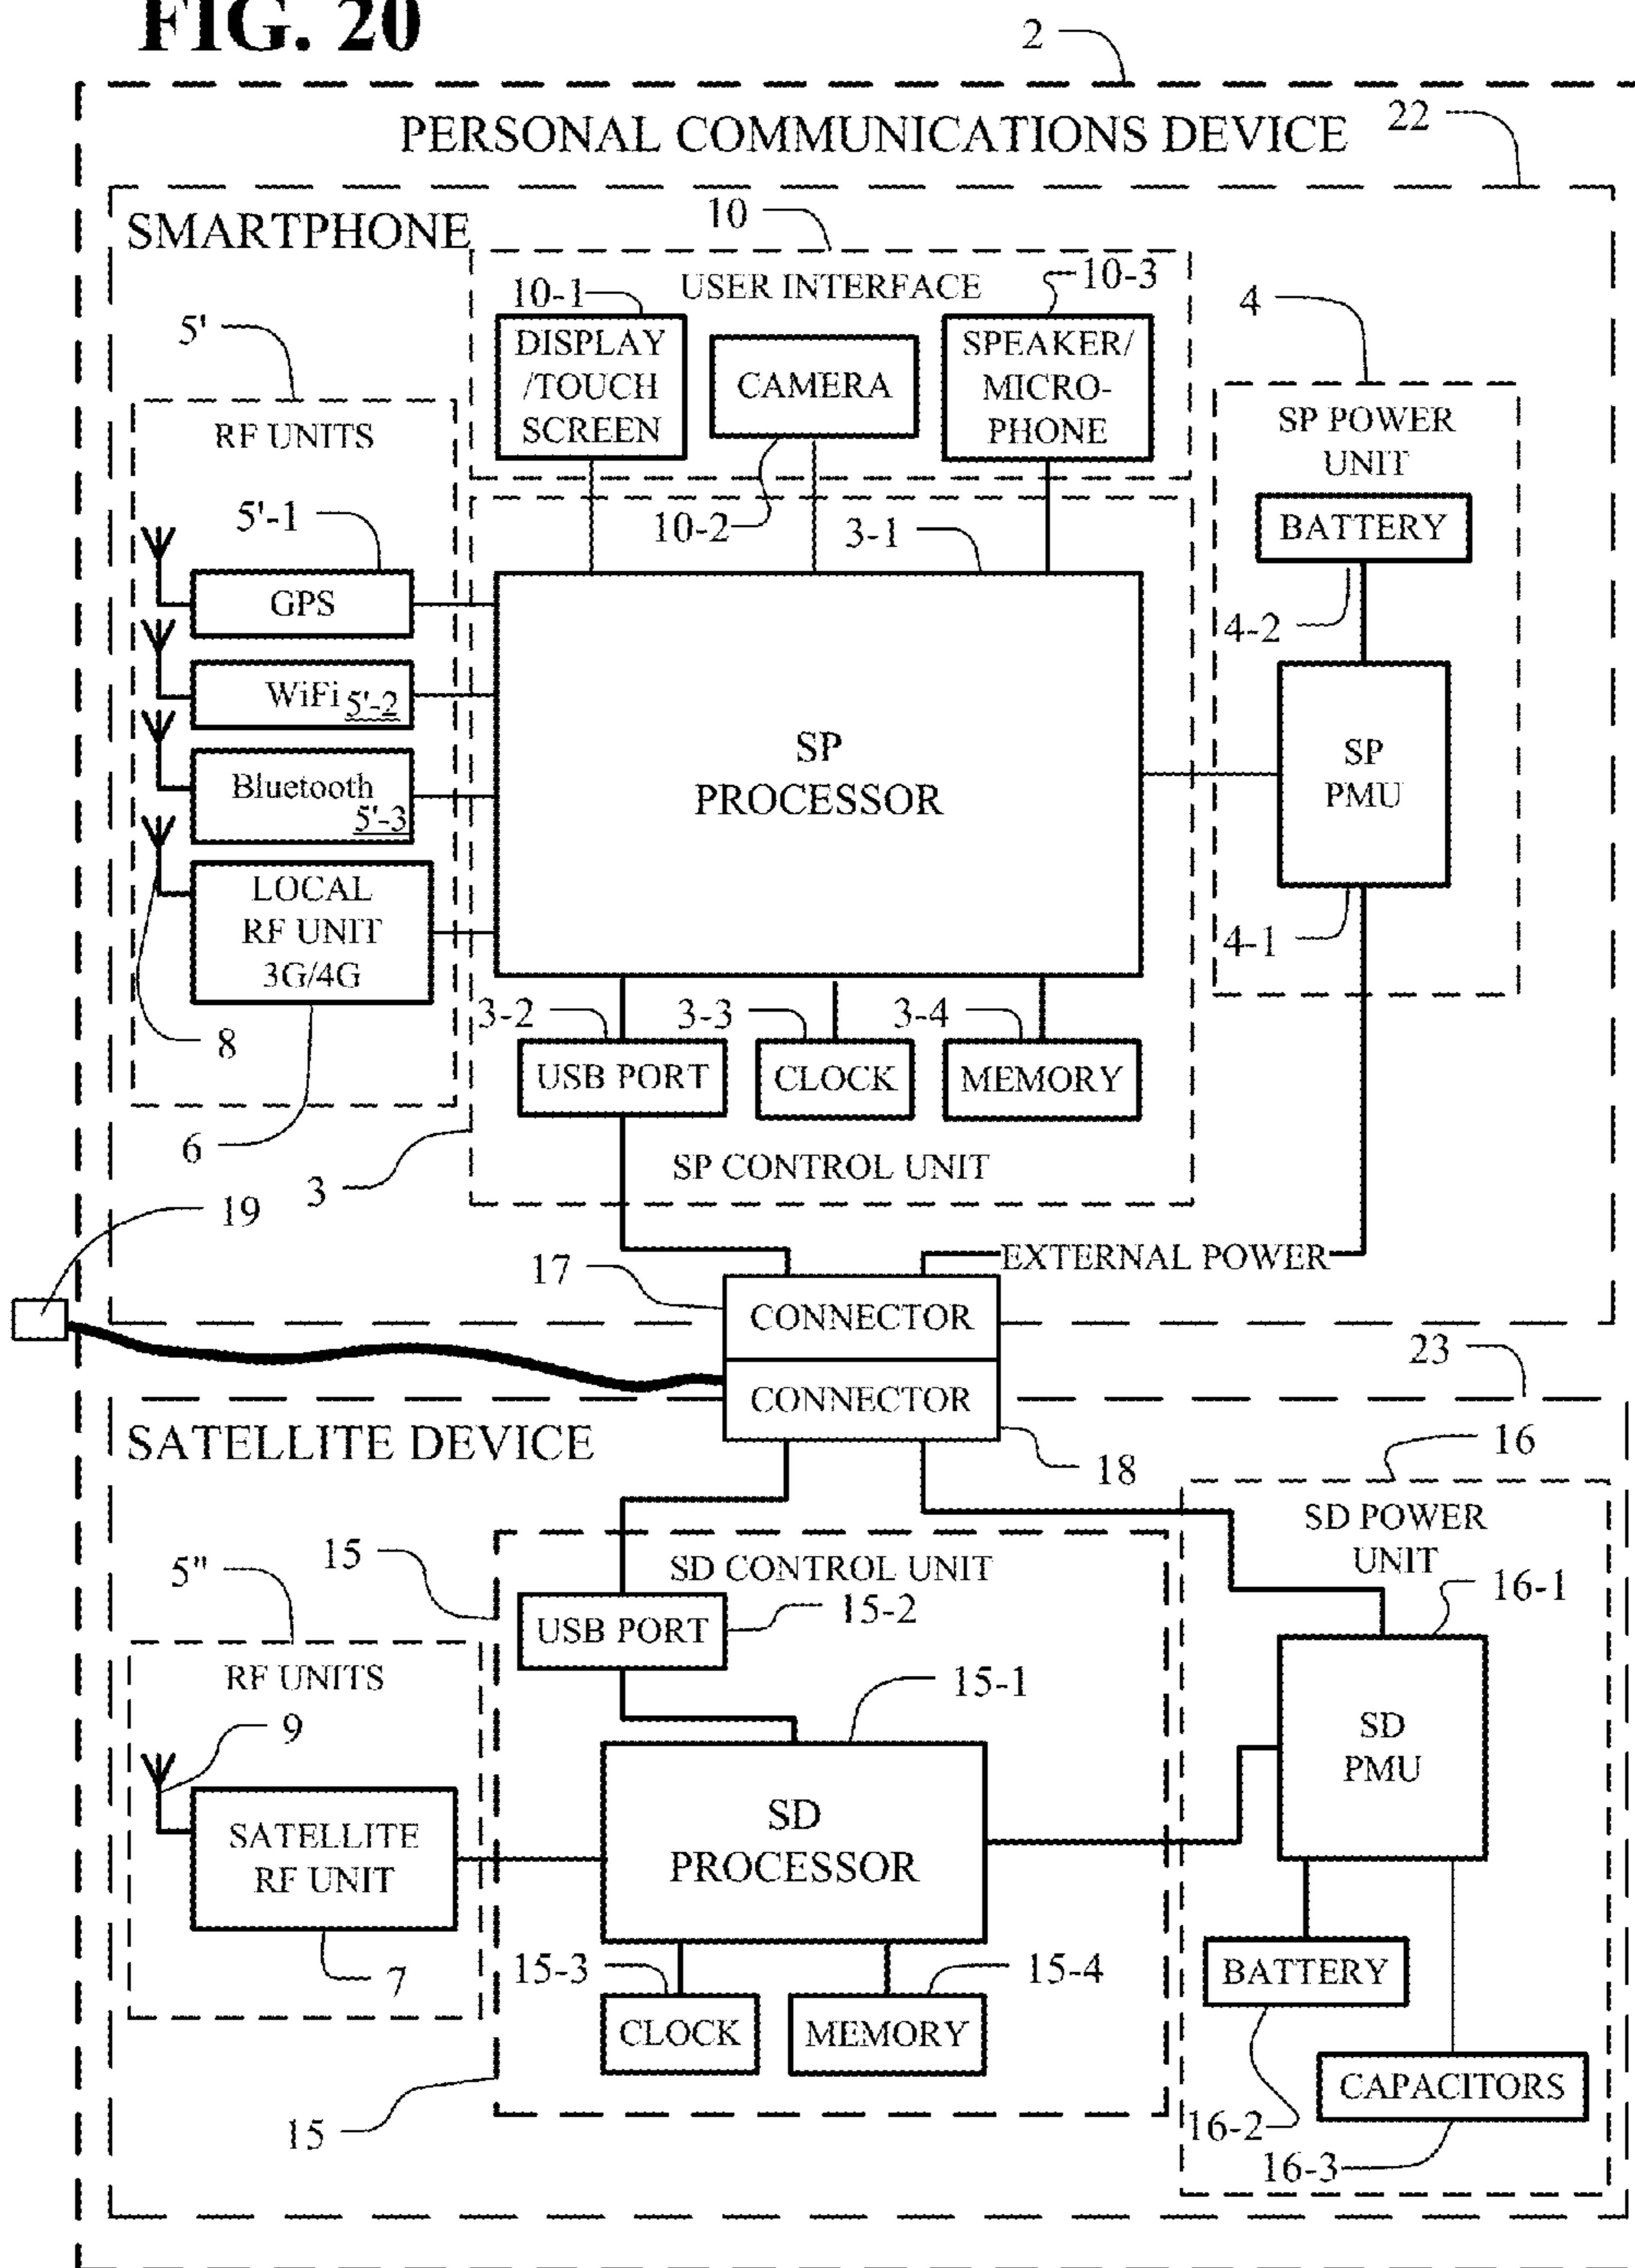 FIG. 20
2
PERSONAL COMMUNICATIONS DEVICE
22
SMARTPHONE
10
USER INTERFACE
10-1
10-3
DISPLAY
/TOUCH
SCREEN
CAMERA
SPEAKER/
MICRO-
PHONE
10-2
4
SP POWER
UNIT
BATTERY
4-2
SP
PMU
4-1
5'
RF UNITS
5'-1
GPS
WiFi 5'-2
Bluetooth
5'-3
LOCAL
RF UNIT
3G/4G
8
6
3-1
SP
PROCESSOR
3-2
3-3
3-4
USB PORT
CLOCK
MEMORY
SP CONTROL UNIT
3
19
EXTERNAL POWER
17
CONNECTOR
CONNECTOR
18
23
SATELLITE DEVICE
16
SD POWER
UNIT
16-1
SD
PMU
BATTERY
CAPACITORS
16-2
16-3
15
SD CONTROL UNIT
USB PORT
15-2
15-1
SD
PROCESSOR
15-3
15-4
CLOCK
MEMORY
15
5"
RF UNITS
9
SATELLITE
RF UNIT
7